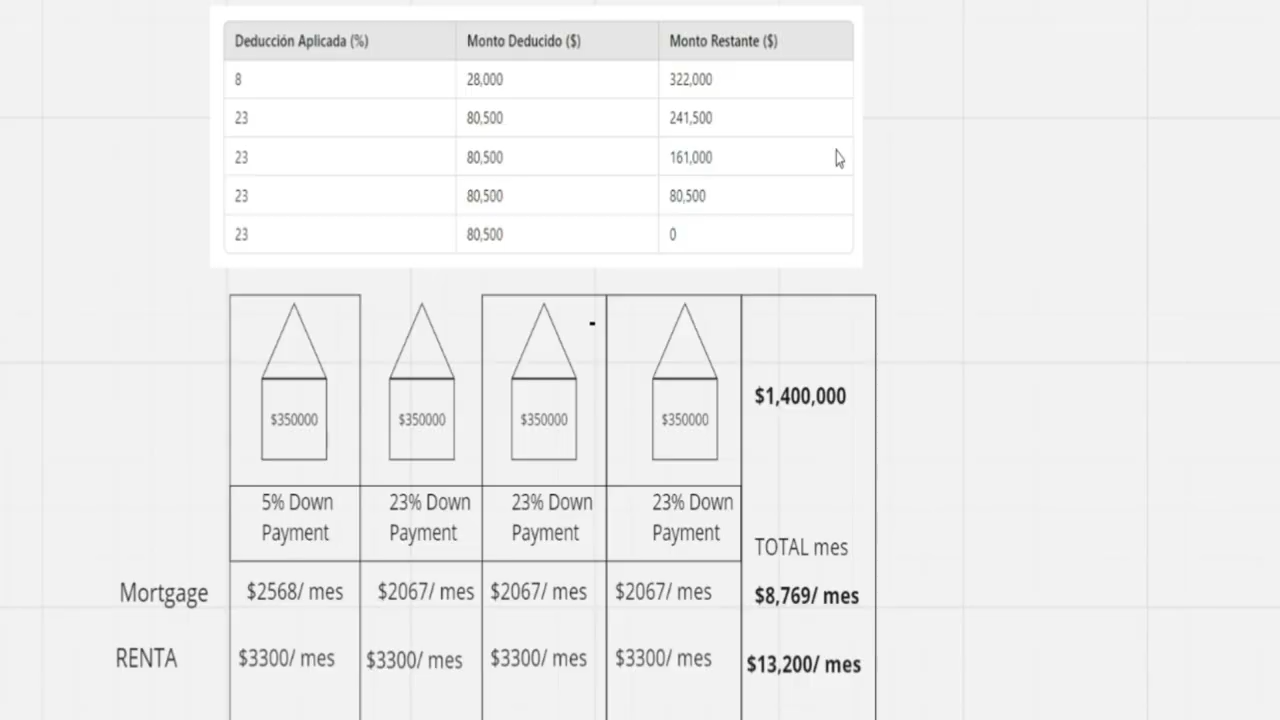 Deducción Aplicada (%) Monto Deducido ($) Monto Restante ($)
8 28,000 322,000
23 80,500 241,500
23 80,500 161,000
23 80,500 80,500
23 80,500 0
-
$350000 $350000 $350000 $350000 $1,400,000
5% Down 23% Down 23% Down 23% Down
Payment Payment Payment Payment
TOTAL mes
Mortgage $2568/ mes $2067/ mes $2067/ mes $2067/ mes $8,769/ mes
RENTA $3300/ mes $3300/ mes $3300/ mes $3300/ mes $13,200/ mes